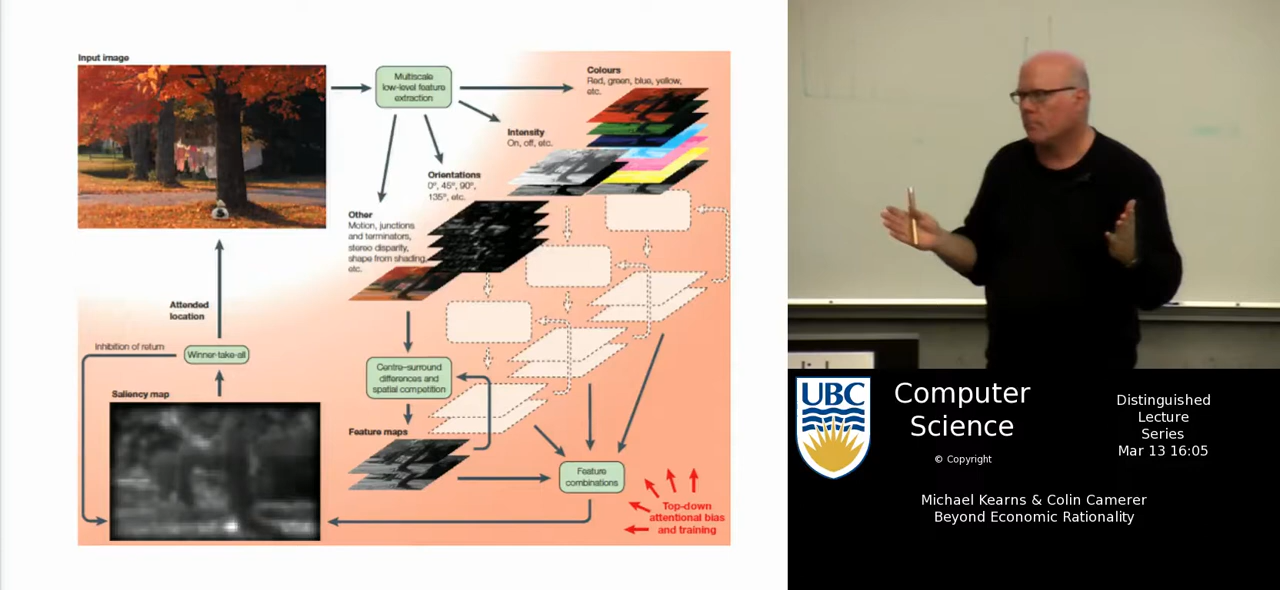 Input image
Multiscale
low-level feature
extraction
Colours
Red, green, blue, yellow,
etc.
Intensity
On, off, etc.
Orientations
0°, 45°, 90°,
135°, etc.
Other
Motion, junctions
and terminators,
stereo disparity,
shape from shading,
etc.
Attended
location
Inhibition of return
Winner-take-all
Centre–surround
differences and
spatial competition
Saliency map
Feature maps
Feature
combinations
Top-down
attentional bias
and training
UBC
Computer
Science
© Copyright
Distinguished
Lecture
Series
Mar 13 16:05
Michael Kearns & Colin Camerer
Beyond Economic Rationality